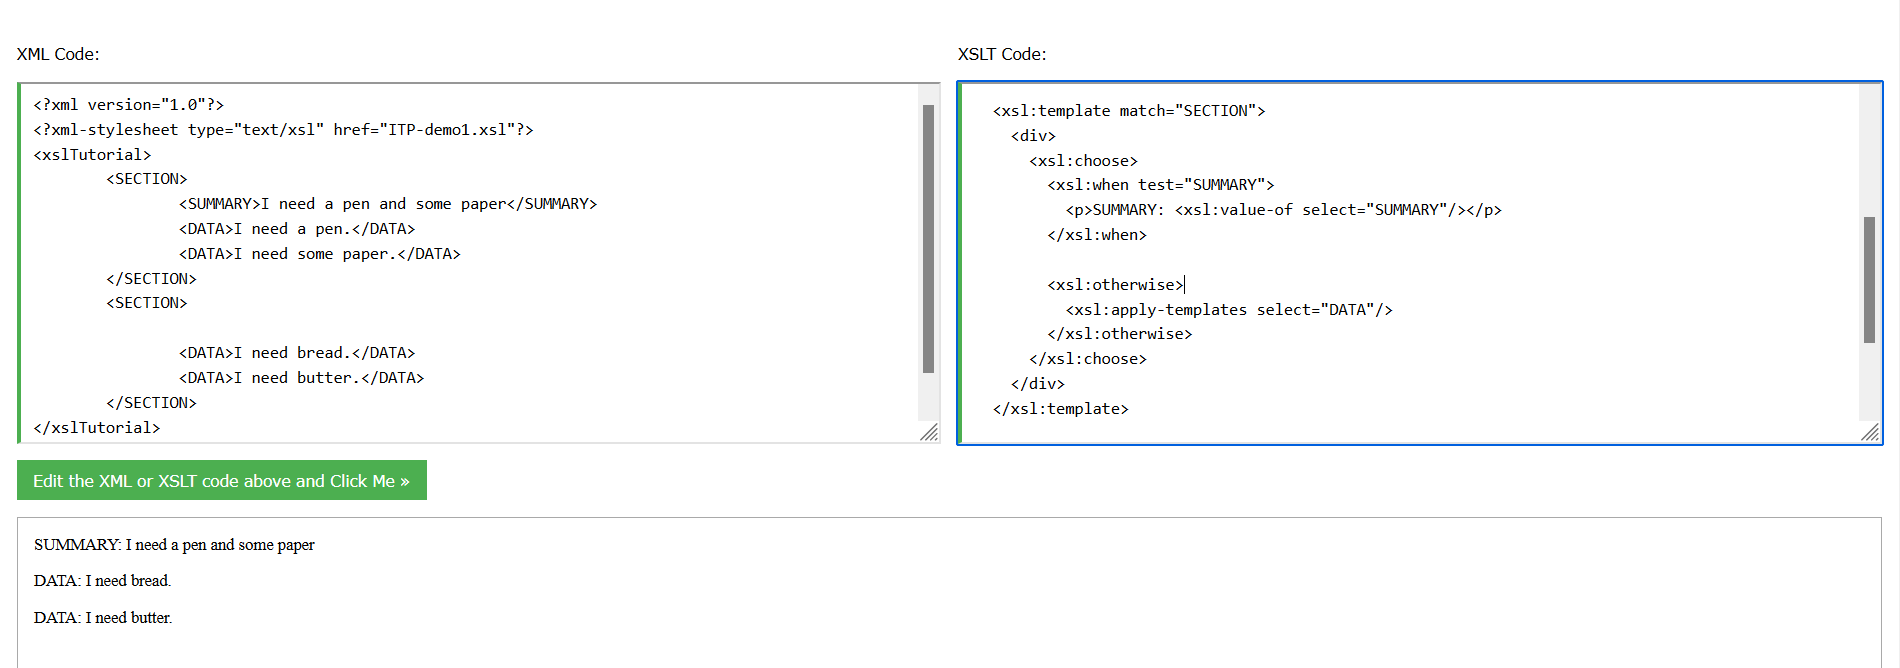 XML Code:
<?xml version="1.0"?>
<?xml-stylesheet type="text/xsl" href="ITP-demo1.xsl"?>
<xslTutorial>
<SECTION>
<SUMMARY>I need a pen and some paper</SUMMARY>
<DATA>I need a pen.</DATA>
<DATA>I need some paper.</DATA>
</SECTION>
<SECTION>
<DATA>I need bread.</DATA>
<DATA>I need butter.</DATA>
</SECTION>
</xslTutorial>
XSLT Code:
<xsl:template match="SECTION">
<div>
<xsl:choose>
<xsl:when test="SUMMARY">
<p>SUMMARY: <xsl:value-of select="SUMMARY"/></p>
</xsl:when>
<xsl:otherwise>
<xsl:apply-templates select="DATA"/>
</xsl:otherwise>
</xsl:choose>
</div>
</xsl:template>
Edit the XML or XSLT code above and Click Me »
SUMMARY: I need a pen and some paper
DATA: I need bread.
DATA: I need butter.